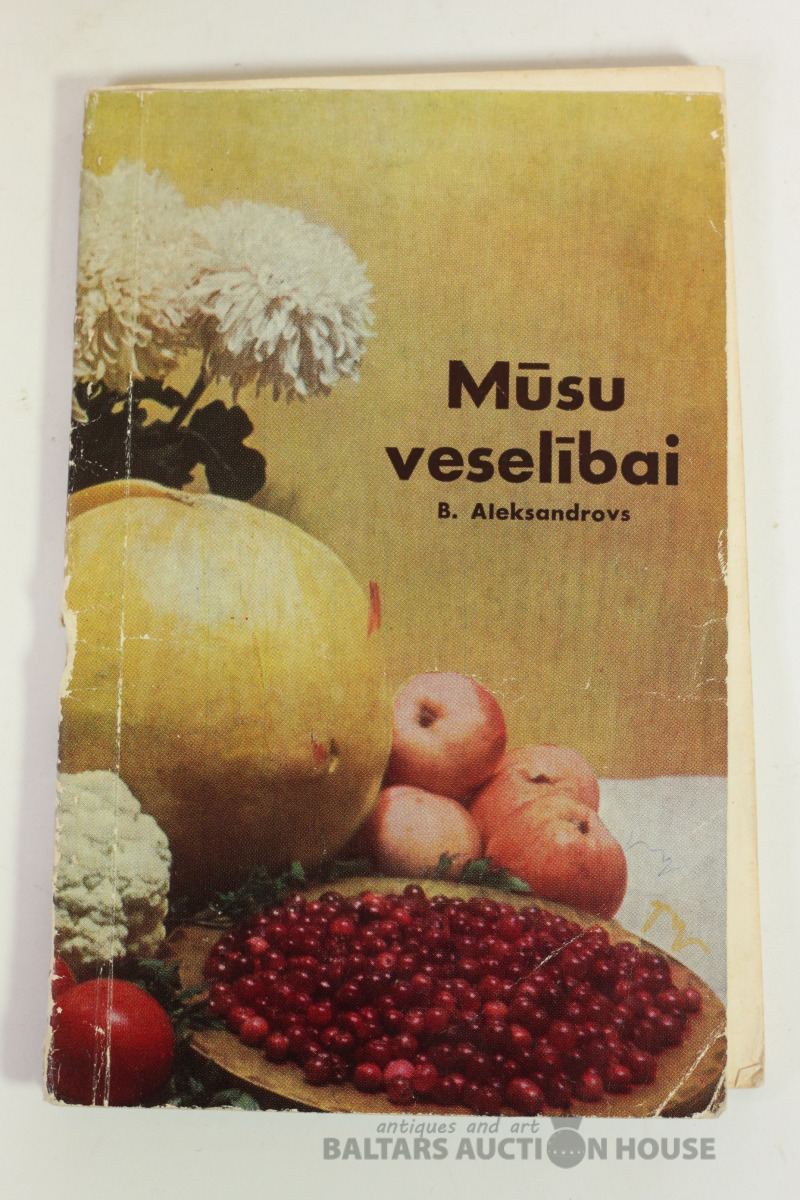 Mūsu
veselībai
B. Aleksandrovs
antiques and art
BALTARS AUCTION HOUSE